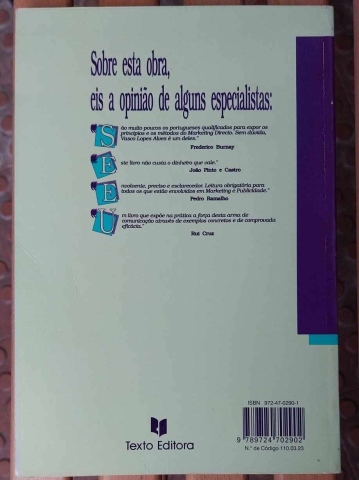 Sobre esta obra,
eis a opinião de alguns especialistas:
São muito poucos os portugueses qualificados para expor os
princípios e os métodos do Marketing Directo. Sem dúvida,
Vasco Lopes Alves é um deles."
Frederico Burnay
Este livro não custa o dinheiro que vale."
João Pinto e Castro
Envolvente, preciso e esclarecedor. Leitura obrigatória para
todos os que estão envolvidos em Marketing e Publicidade."
Pedro Ramalho
Um livro que expõe na prática a força desta arma de
comunicação através de exemplos concretos e de comprovada
eficácia."
Rui Cruz
ISBN 972-47-0290-1
9 789724 702902
N.º de Código 110.03.23
Texto Editora